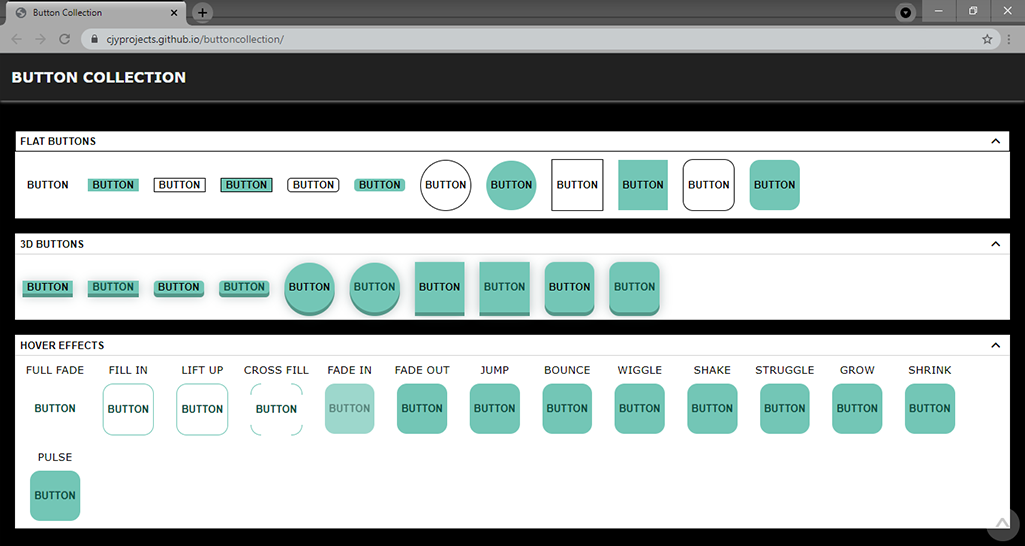 Button Collection
cjyprojects.github.io/buttoncollection/
BUTTON COLLECTION
FLAT BUTTONS
BUTTON BUTTON BUTTON BUTTON BUTTON BUTTON BUTTON BUTTON BUTTON BUTTON BUTTON BUTTON
3D BUTTONS
BUTTON BUTTON BUTTON BUTTON BUTTON BUTTON BUTTON BUTTON BUTTON BUTTON
HOVER EFFECTS
FULL FADE FILL IN LIFT UP CROSS FILL FADE IN FADE OUT JUMP BOUNCE WIGGLE SHAKE STRUGGLE GROW SHRINK
BUTTON BUTTON BUTTON BUTTON BUTTON BUTTON BUTTON BUTTON BUTTON BUTTON BUTTON BUTTON BUTTON
PULSE
BUTTON